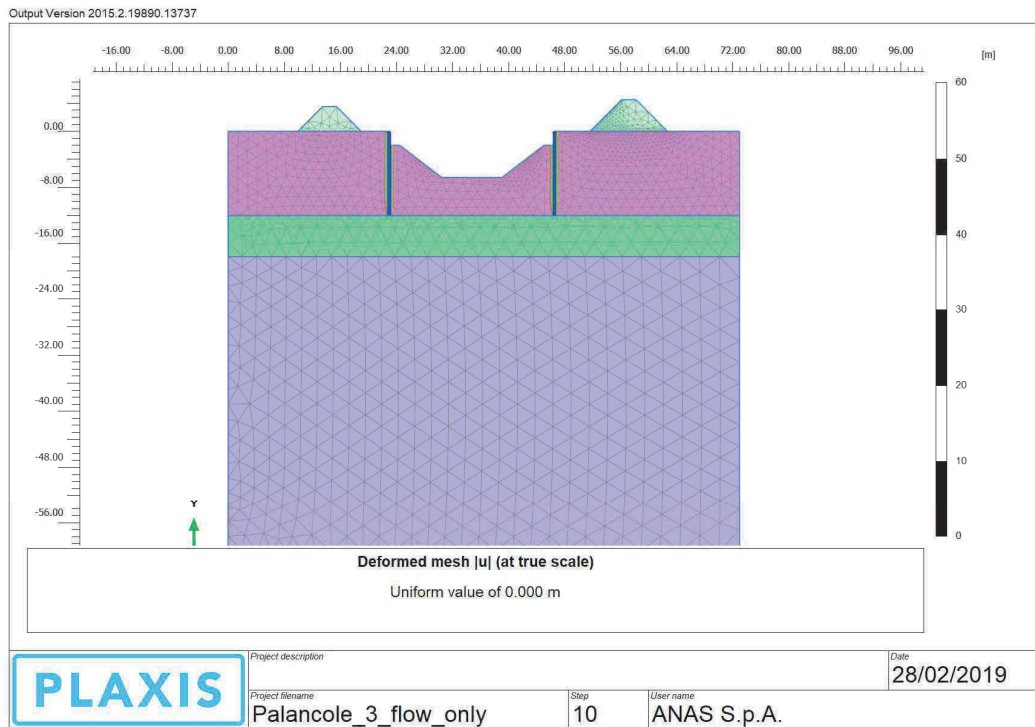 Output Version 2015.2.19890.13737
-16.00 -8.00 0.00 8.00 16.00 24.00 32.00 40.00 48.00 56.00 64.00 72.00 80.00 88.00 96.00
[m]
60
0.00
50
-8.00
-16.00
40
-24.00
30
-32.00
20
-40.00
-48.00
10
Y
-56.00
0
Deformed mesh |u| (at true scale)
Uniform value of 0.000 m
PLAXIS
Project description
Date
28/02/2019
Project filename
Step
User name
Palancole_3_flow_only
10
ANAS S.p.A.